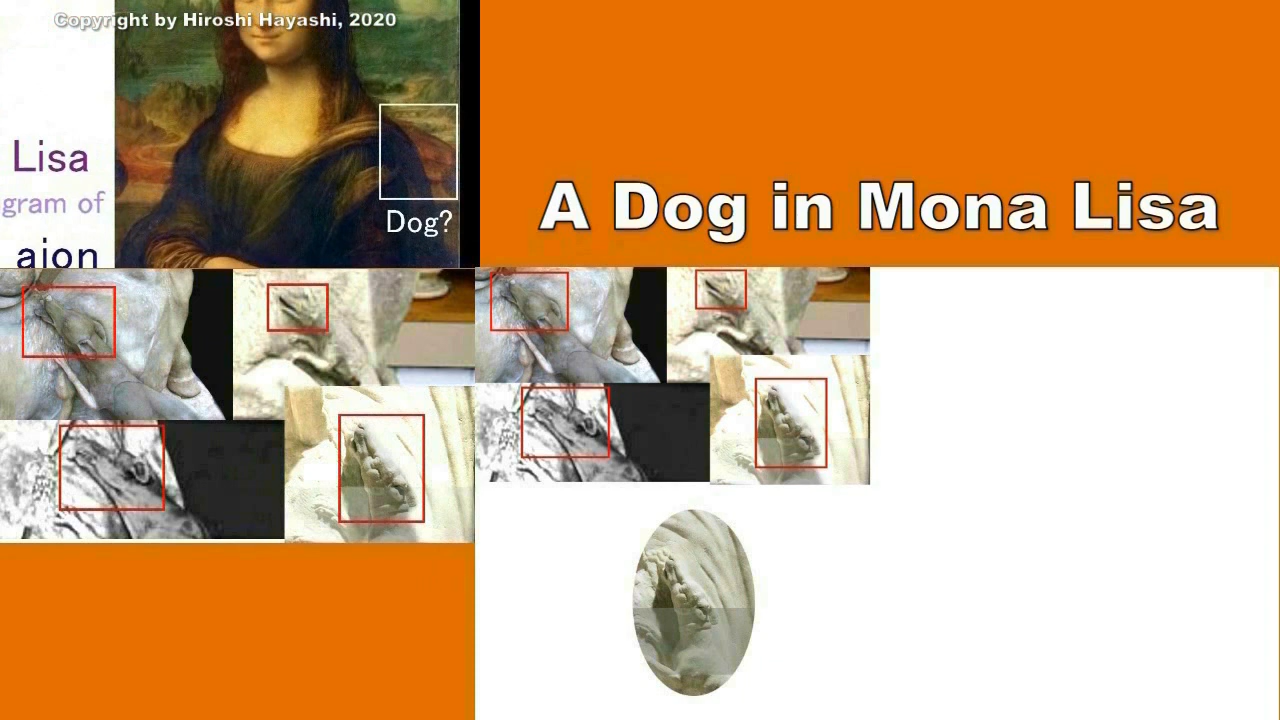 Copyright by Hiroshi Hayashi, 2020
Lisa
gram of
aion
Dog?
A Dog in Mona Lisa